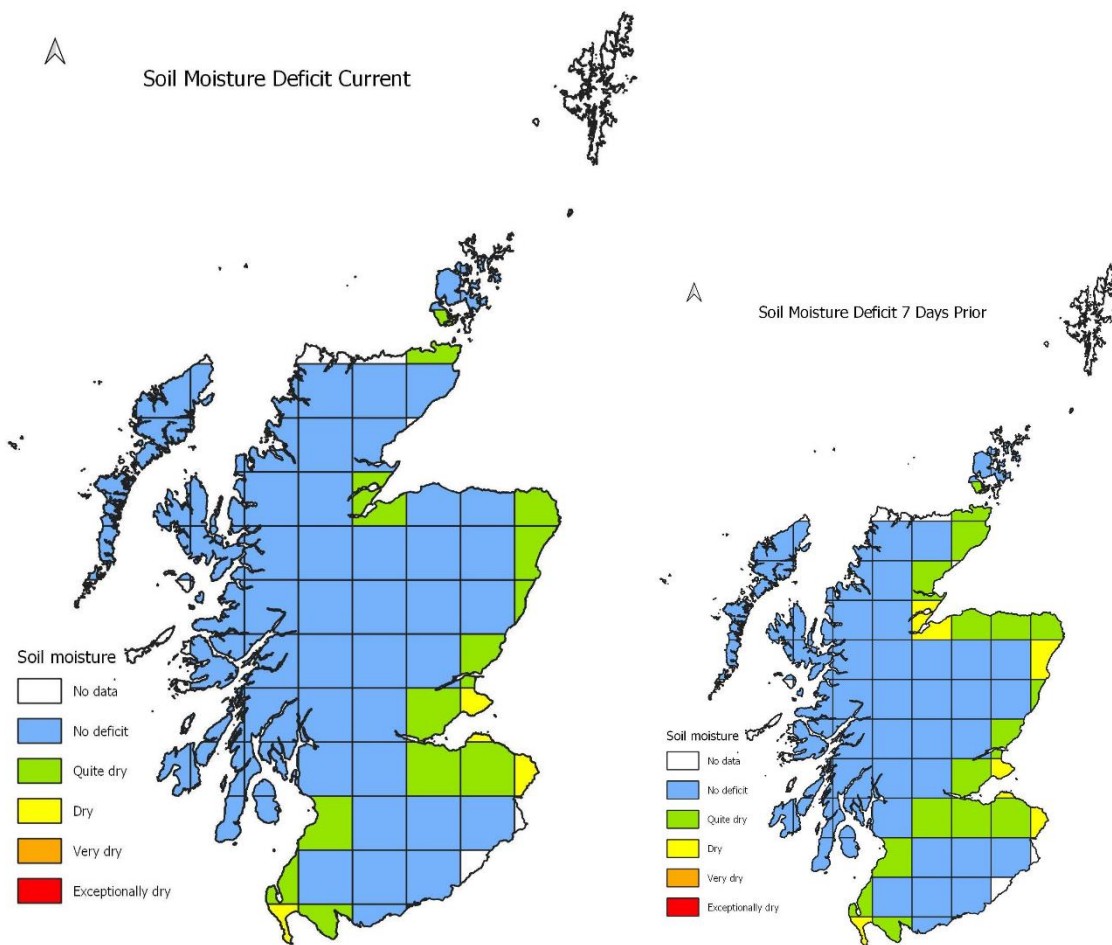 Soil Moisture Deficit Current
Soil moisture
No data
No deficit
Quite dry
Dry
Very dry
Exceptionally dry
Soil Moisture Deficit 7 Days Prior
Soil moisture
No data
No deficit
Quite dry
Dry
Very dry
Exceptionally dry